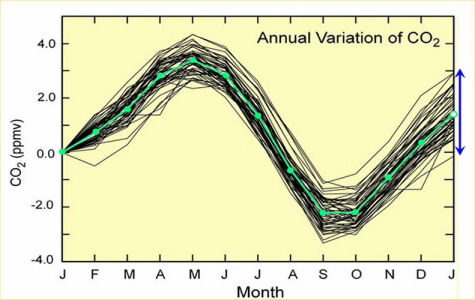 Annual Variation of CO2
4.0
2.0
0.0
-2.0
-4.0
CO2 (ppmv)
J F M A M J J A S O N D J
Month